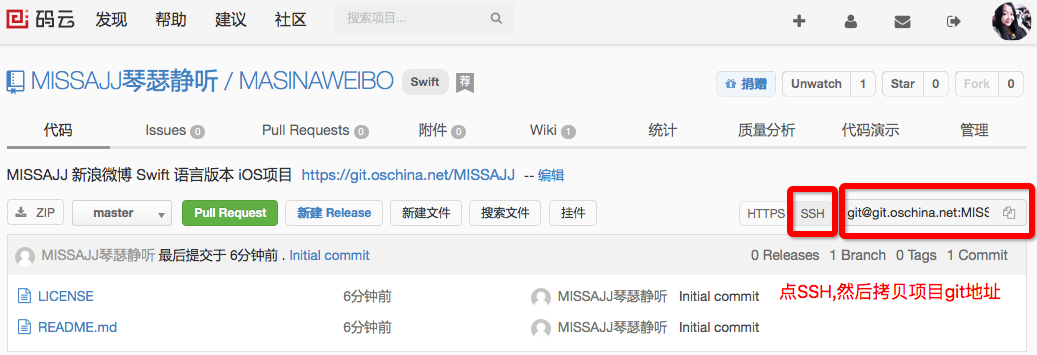 码云 发现 帮助 建议 社区 搜索项目...
MISSAJJ琴瑟静听 / MASINAWEIBO Swift 荐 捐赠 Unwatch 1 Star 0 Fork 0
代码 Issues 0 Pull Requests 0 附件 0 Wiki 1 统计 质量分析 代码演示 管理
MISSAJJ 新浪微博 Swift 语言版本 iOS项目 https://git.oschina.net/MISSAJJ -- 编辑
ZIP master Pull Request 新建 Release 新建文件 搜索文件 挂件 HTTPS SSH git@git.oschina.net:MISS
MISSAJJ琴瑟静听 最后提交于 6分钟前 . Initial commit 0 Releases 1 Branch 0 Tags 1 Commit
LICENSE 6分钟前 MISSAJJ琴瑟静听 Initial commit 点SSH,然后拷贝项目git地址
README.md 6分钟前 MISSAJJ琴瑟静听 Initial commit